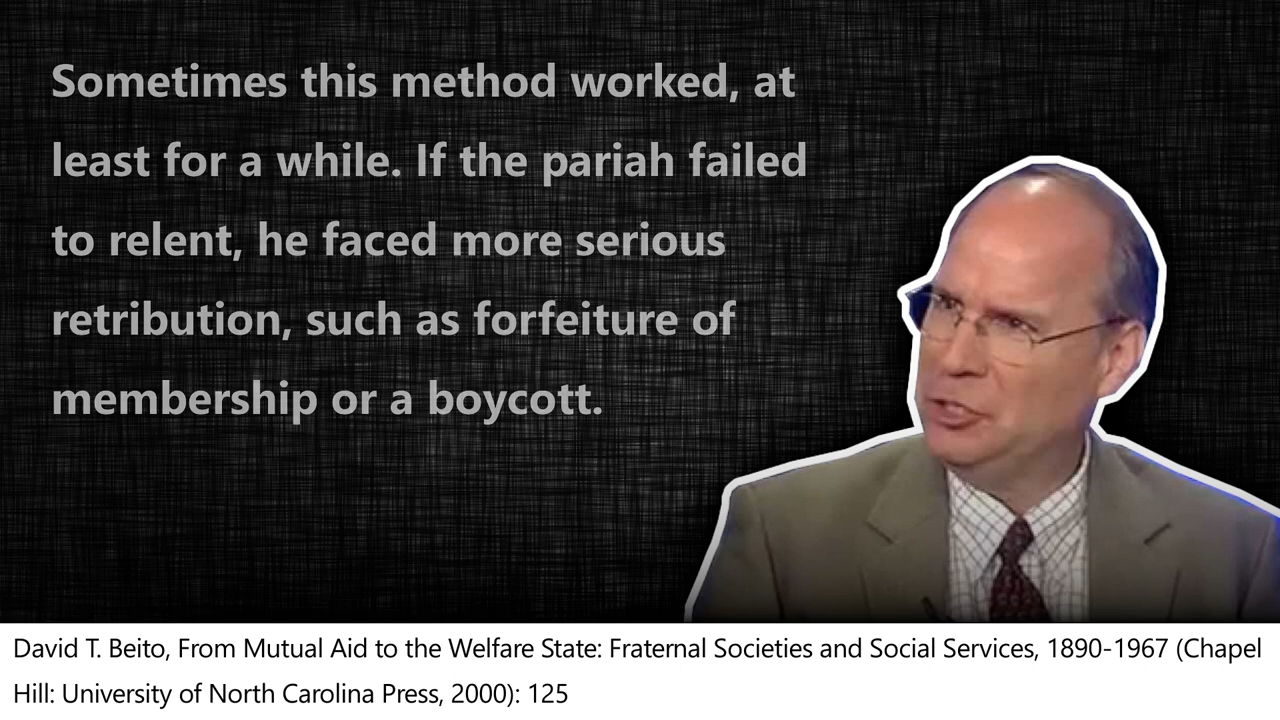 Sometimes this method worked, at
least for a while. If the pariah failed
to relent, he faced more serious
retribution, such as forfeiture of
membership or a boycott.
David T. Beito, From Mutual Aid to the Welfare State: Fraternal Societies and Social Services, 1890-1967 (Chapel
Hill: University of North Carolina Press, 2000): 125